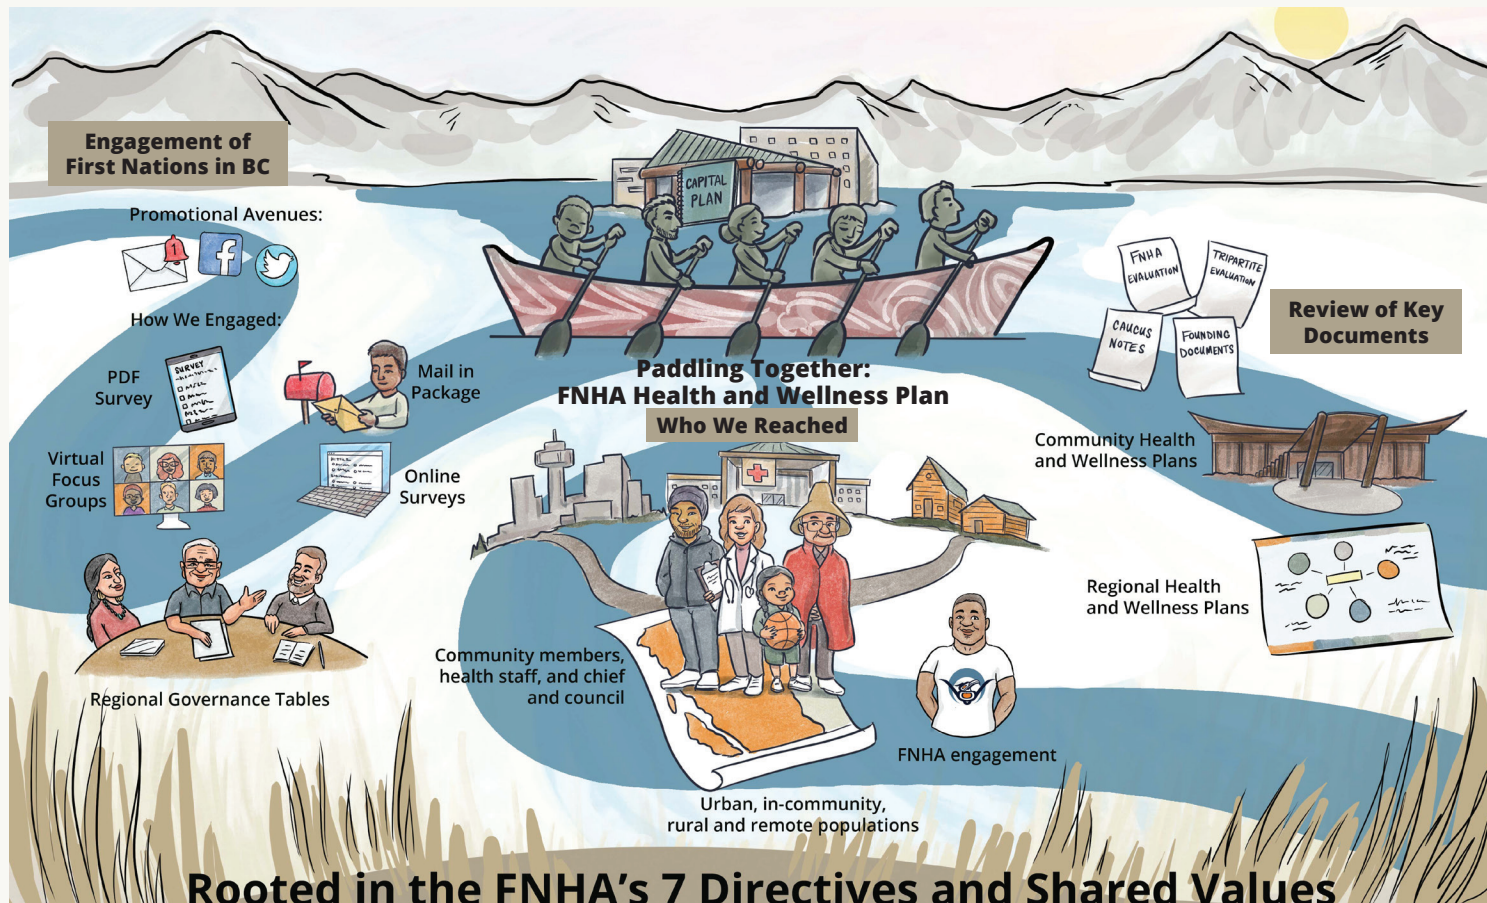 Engagement of
First Nations in BC
Promotional Avenues:
1
f
How We Engaged:
PDF
Survey
SURVEY
Mail in
Package
Virtual
Focus
Groups
Online
Surveys
Regional Governance Tables
CAPITAL
PLAN
Paddling Together:
FNHA Health and Wellness Plan
Who We Reached
Community members,
health staff, and chief
and council
FNHA engagement
Urban, in-community,
rural and remote populations
FNHA
EVALUATION
TRIPARTITE
EVALUATION
CAUCUS
NOTES
FOUNDING
DOCUMENTS
Review of Key
Documents
Community Health
and Wellness Plans
Regional Health
and Wellness Plans
Rooted in the FNHA's 7 Directives and Shared Values